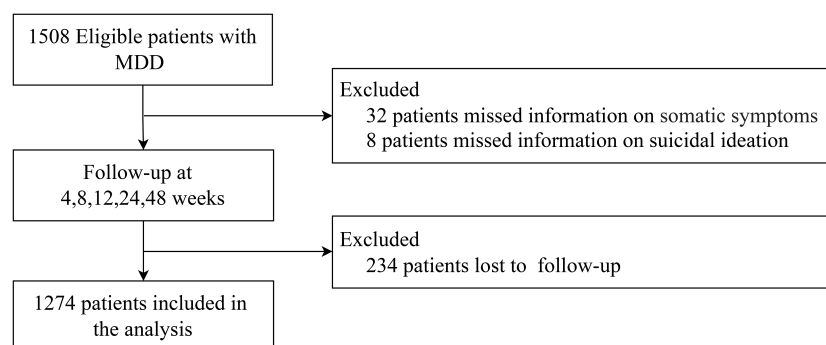 1508 Eligible patients with
MDD
Excluded
32 patients missed information on somatic symptoms
8 patients missed information on suicidal ideation
Follow-up at
4,8,12,24,48 weeks
Excluded
234 patients lost to follow-up
1274 patients included in
the analysis